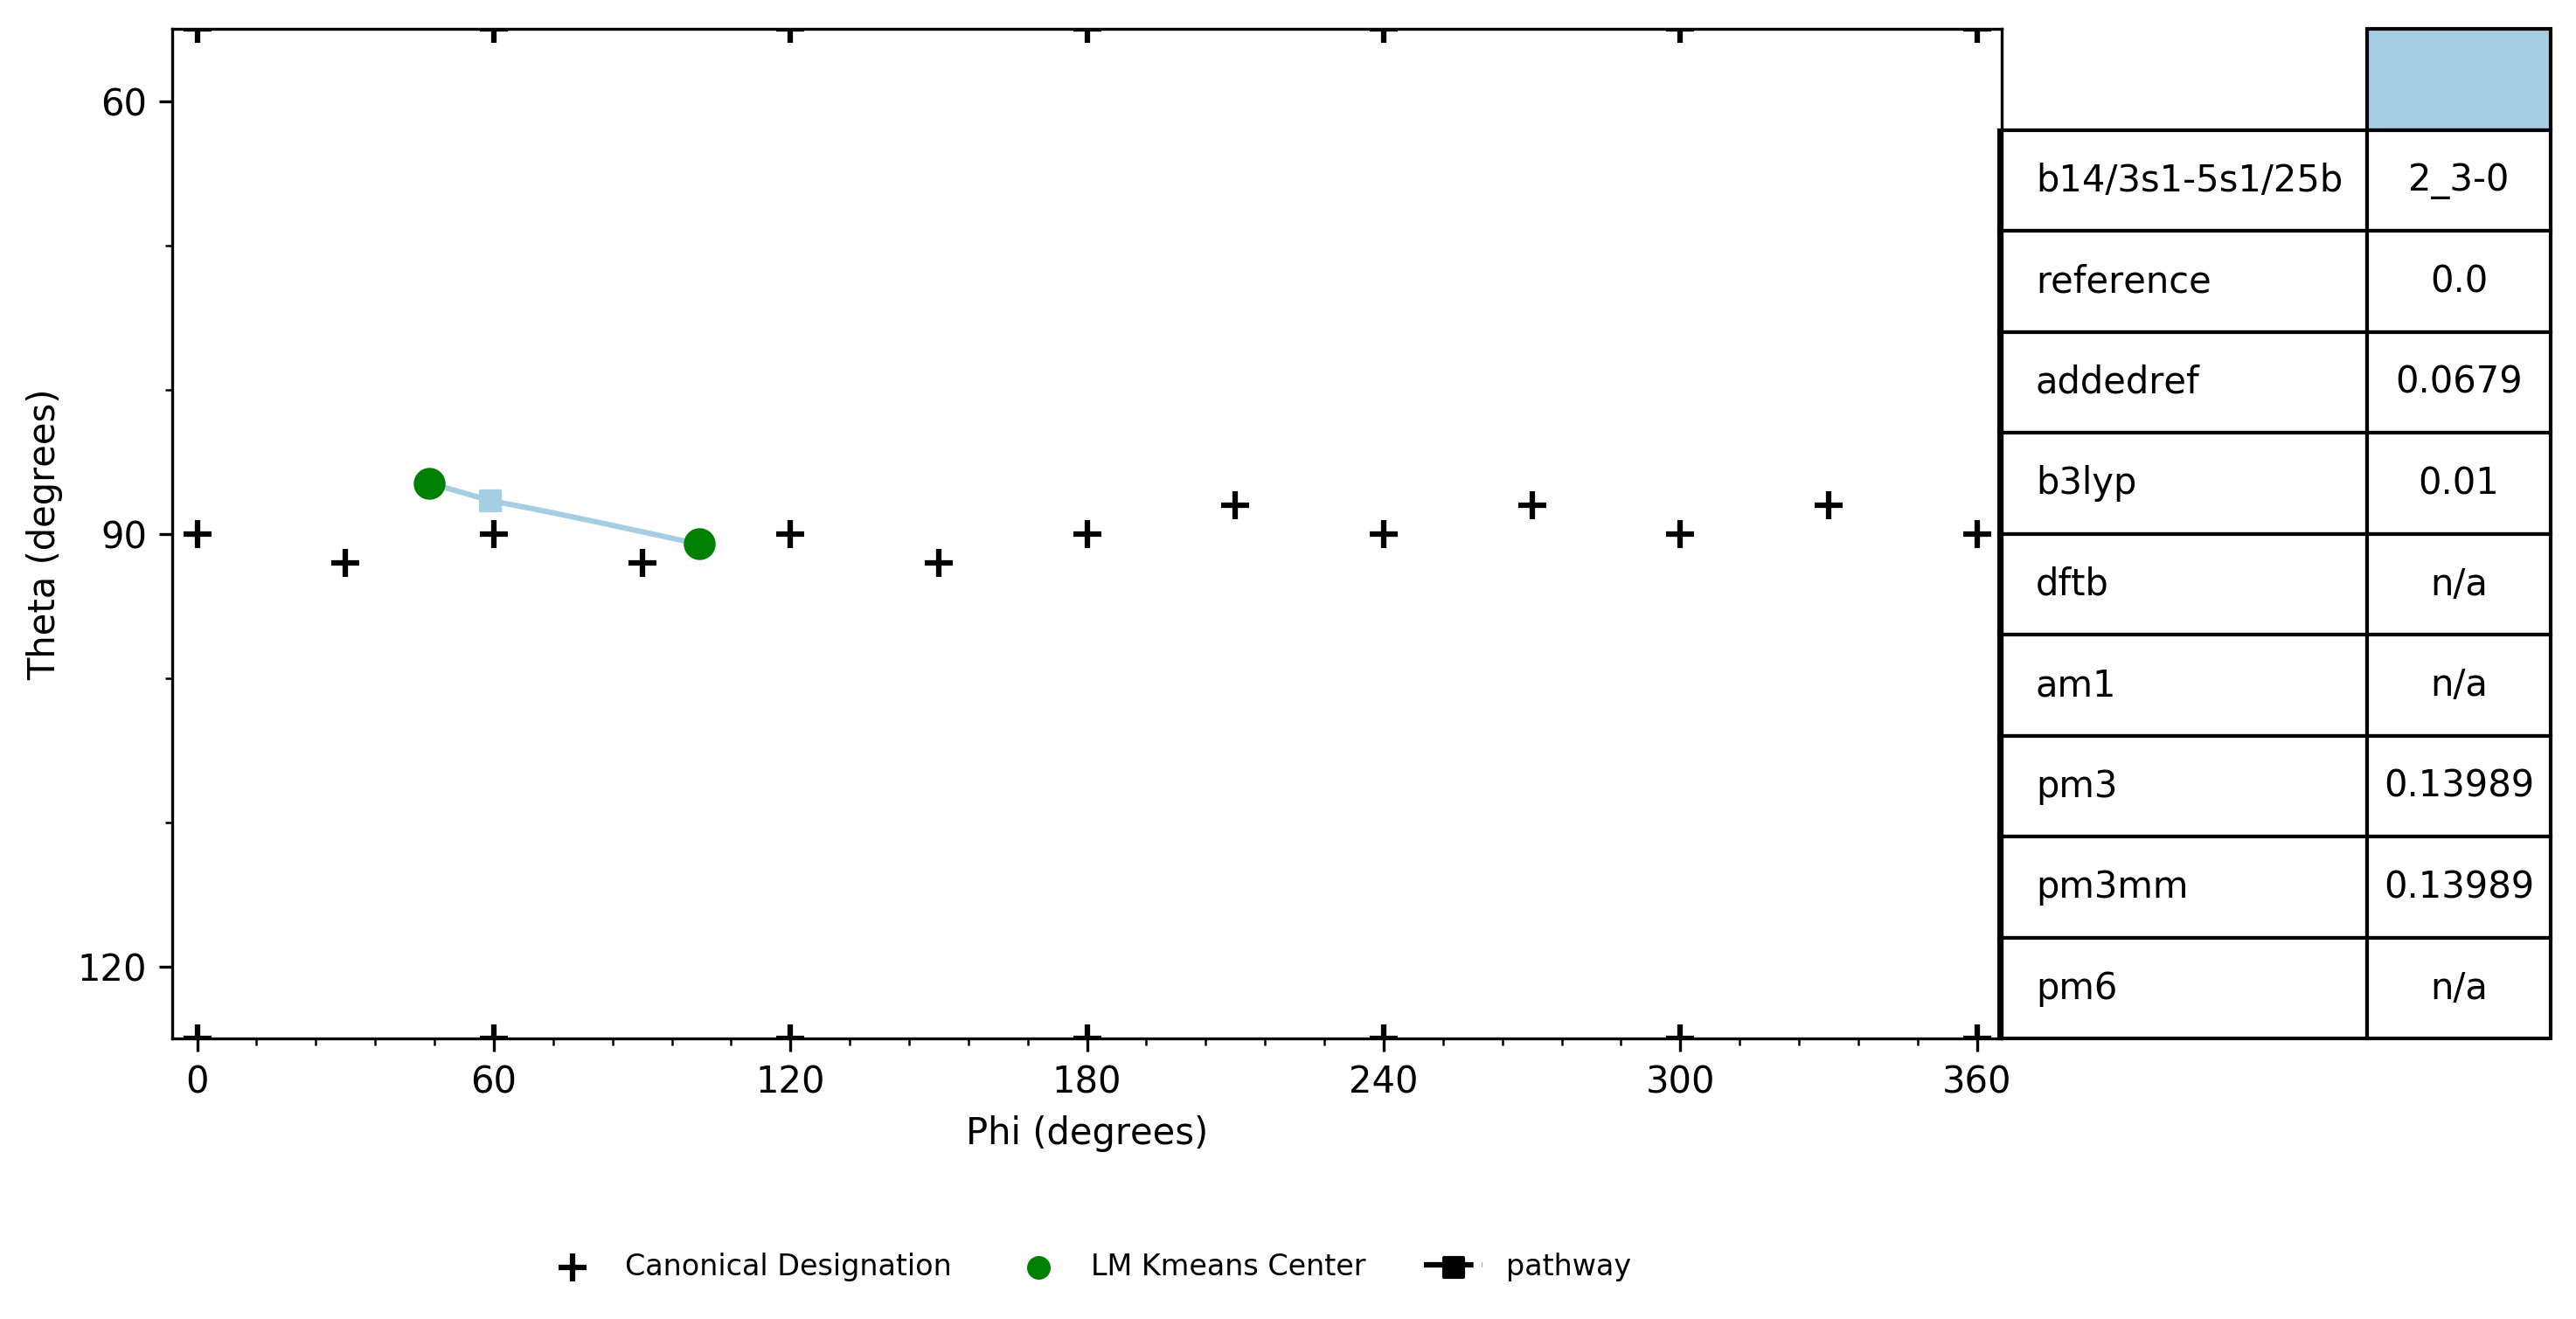 60
90
120
Theta (degrees)
0 60 120 180 240 300 360
Phi (degrees)
Canonical Designation LM Kmeans Center pathway
b14/3s1-5s1/25b 2_3-0
reference 0.0
addedref 0.0679
b3lyp 0.01
dftb n/a
am1 n/a
pm3 0.13989
pm3mm 0.13989
pm6 n/a